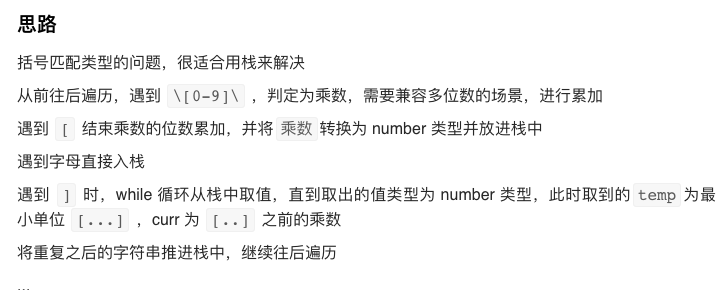 思路
括号匹配类型的问题，很适合用栈来解决
从前往后遍历，遇到 \[0-9]\ ，判定为乘数，需要兼容多位数的场景，进行累加
遇到 [ 结束乘数的位数累加，并将 乘数 转换为 number 类型并放进栈中
遇到字母直接入栈
遇到 ] 时，while 循环从栈中取值，直到取出的值类型为 number 类型，此时取到的 temp 为最
小单位 [...] ，curr 为 [..] 之前的乘数
将重复之后的字符串推进栈中，继续往后遍历
...